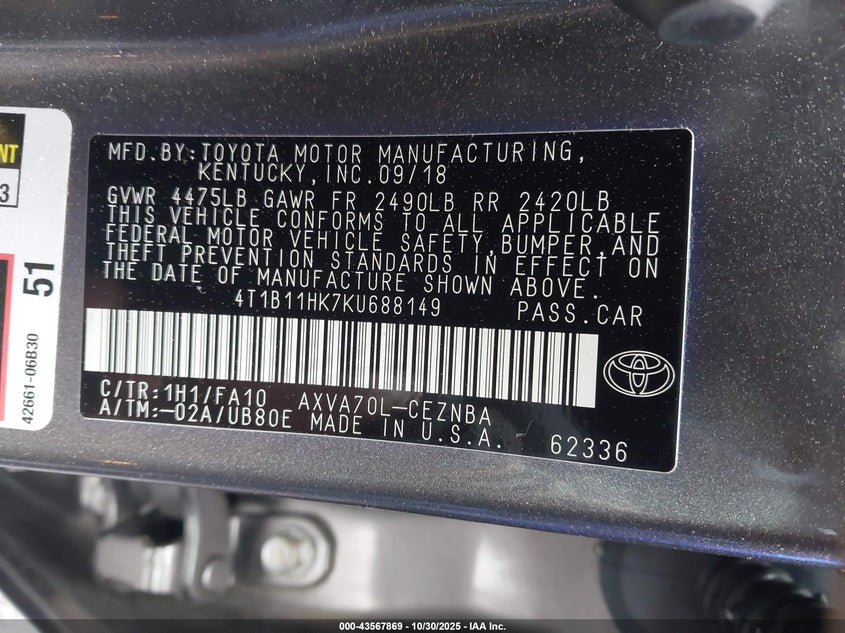 NT
3
51
42661-06B30
MFD.BY:TOYOTA MOTOR MANUFACTURING,
KENTUCKY,INC.09/18
GVWR 4475LB GAWR FR 2490LB RR 2420LB
THIS VEHICLE CONFORMS TO ALL APPLICABLE
FEDERAL MOTOR VEHICLE SAFETY,BUMPER,AND
THEFT PREVENTION STANDARDS IN EFFECT ON
THE DATE OF MANUFACTURE SHOWN ABOVE.
4T1B11HK7KU688149 PASS.CAR
C/TR:1H1/FA10 AXVA70L-CEZNBA
A/TM:-02A/UB80E MADE IN U.S.A. 62336
000-43567869 - 10/30/2025 - IAA Inc.